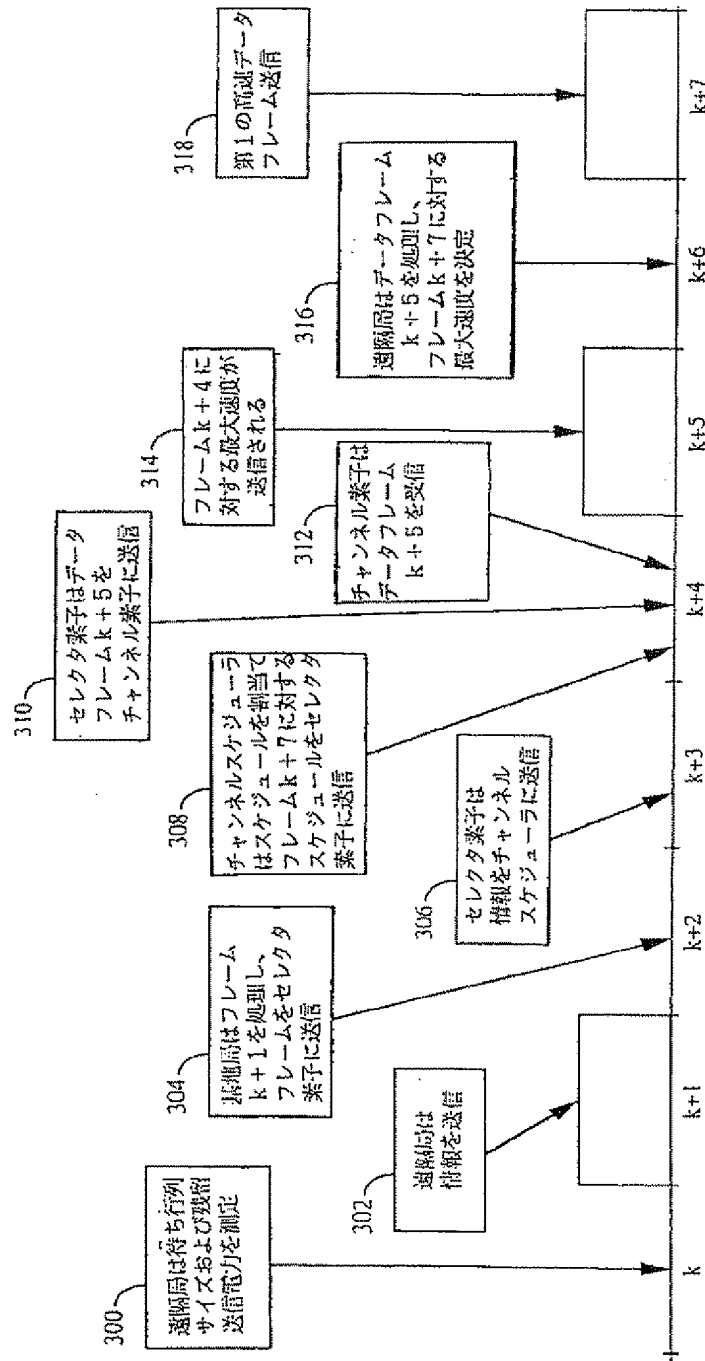 300
遠隔局は待ち行列
サイズおよび残留
送信電力を測定
302
遠隔局は
情報を送信
304
基地局はフレーム
k+1を処理し、
フレームをセレクタ
素子に送信
306
セレクタ素子は
情報をチャンネル
スケジューラに送信
308
チャンネルスケジューラ
はスケジュールを割当て
フレームk+7に対する
スケジュールをセレクタ
素子に送信
310
セレクタ素子はデータ
フレームk+5を
チャンネル素子に送信
312
チャンネル素子は
データフレーム
k+5を受信
314
フレームk+4に
対する最大速度が
送信される
316
遠隔局はデータフレーム
k+5を処理し、
フレームk+7に対する
最大速度を決定
318
第1の高速データ
フレーム送信
k
k+1
k+2
k+3
k+4
k+5
k+6
k+7